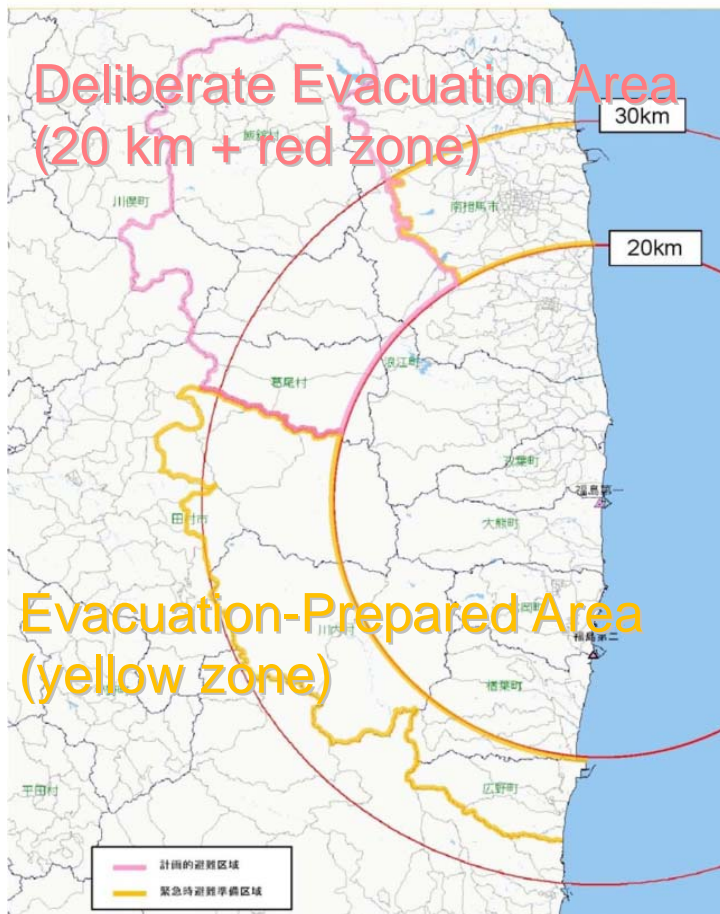 Deliberate Evacuation Area
(20 km + red zone)
30km
飯舘村
川俣町
南相馬市
20km
浪江町
葛尾村
双葉町
福島第一
田村市
大熊町
Evacuation-Prepared Area
(yellow zone)
川内村
福島第二
楢葉町
広野町
平田村
計画的避難区域
緊急時避難準備区域